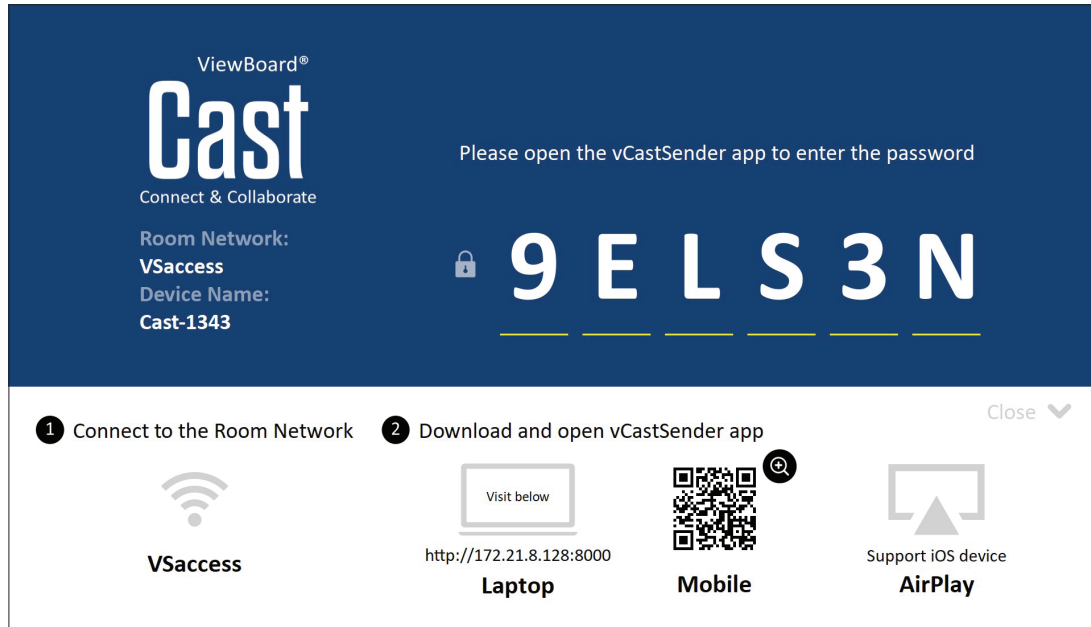 ViewBoard®
Cast
Connect & Collaborate
Room Network:
VSaccess
Device Name:
Cast-1343
Please open the vCastSender app to enter the password
9ELS3N
Close
1 Connect to the Room Network
VSaccess
2 Download and open vCastSender app
Visit below
http://172.21.8.128:8000
Laptop
Mobile
Support iOS device
AirPlay